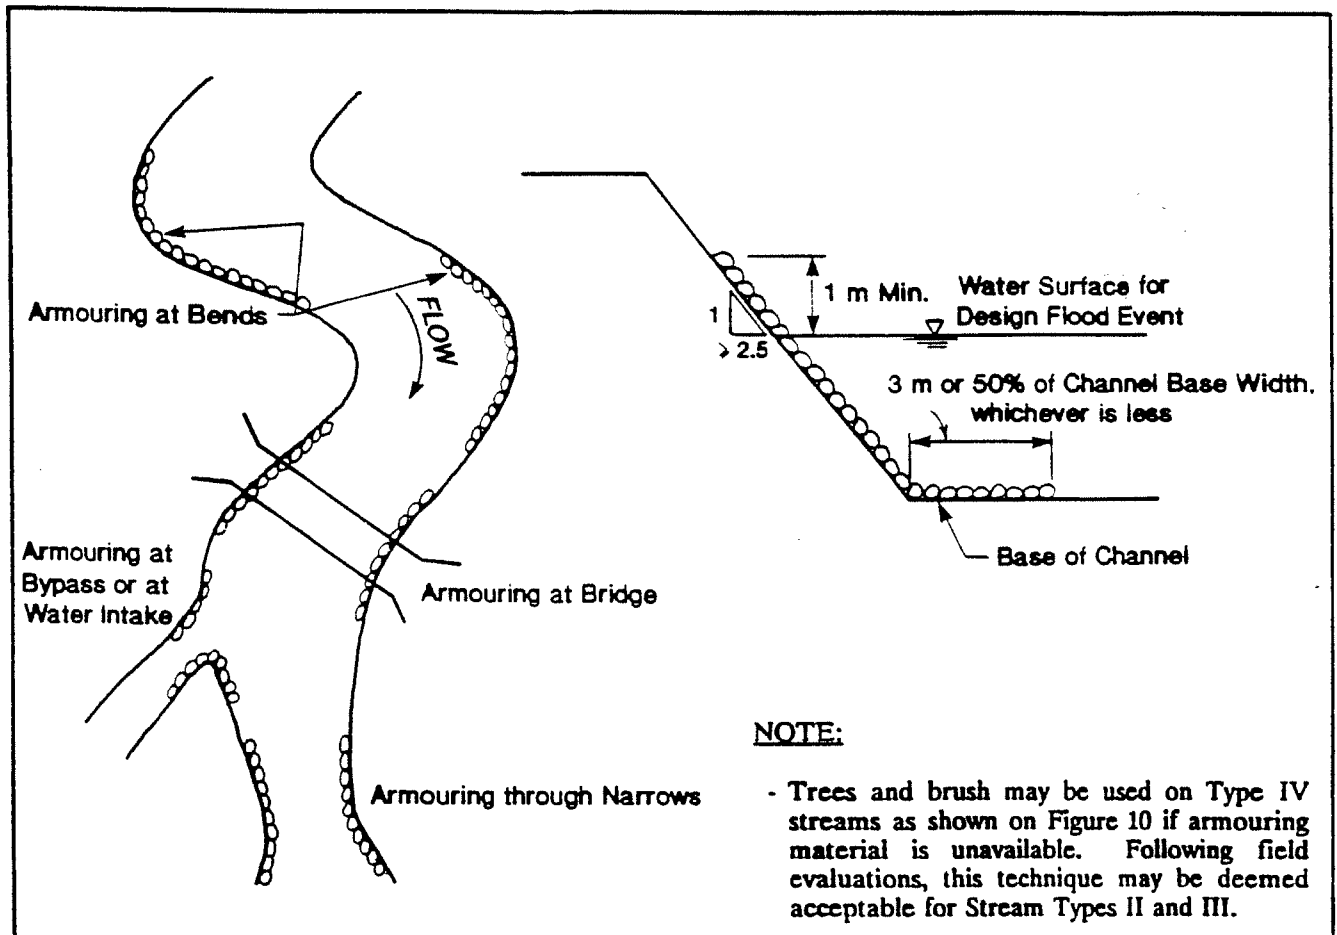 Armouring at Bends
FLOW
Armouring at
Bypass or at
Water Intake
Armouring at Bridge
Armouring through Narrows
1 m Min.
Water Surface for
Design Flood Event
1
> 2.5
3 m or 50% of Channel Base Width,
whichever is less
Base of Channel
NOTE:
- Trees and brush may be used on Type IV
streams as shown on Figure 10 if armouring
material is unavailable. Following field
evaluations, this technique may be deemed
acceptable for Stream Types II and III.